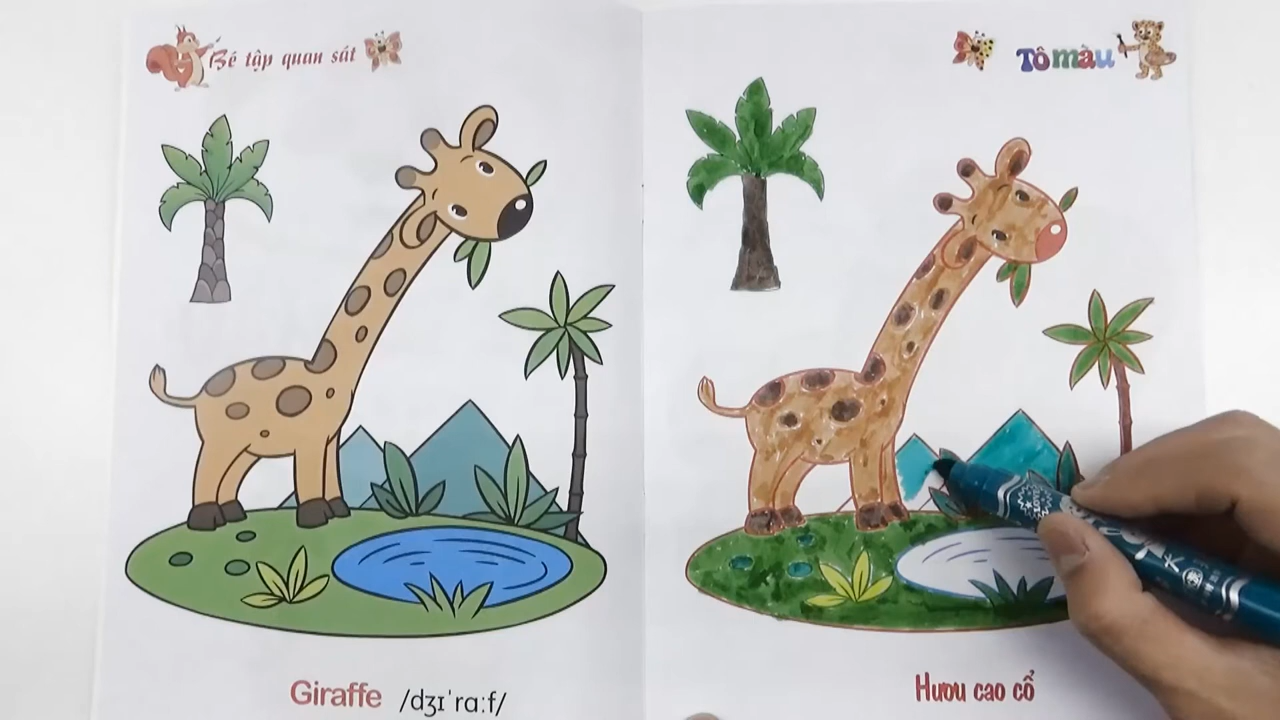 Bé tập quan sát
Tô màu
Giraffe /dʒɪˈrɑːf/
Hươu cao cổ